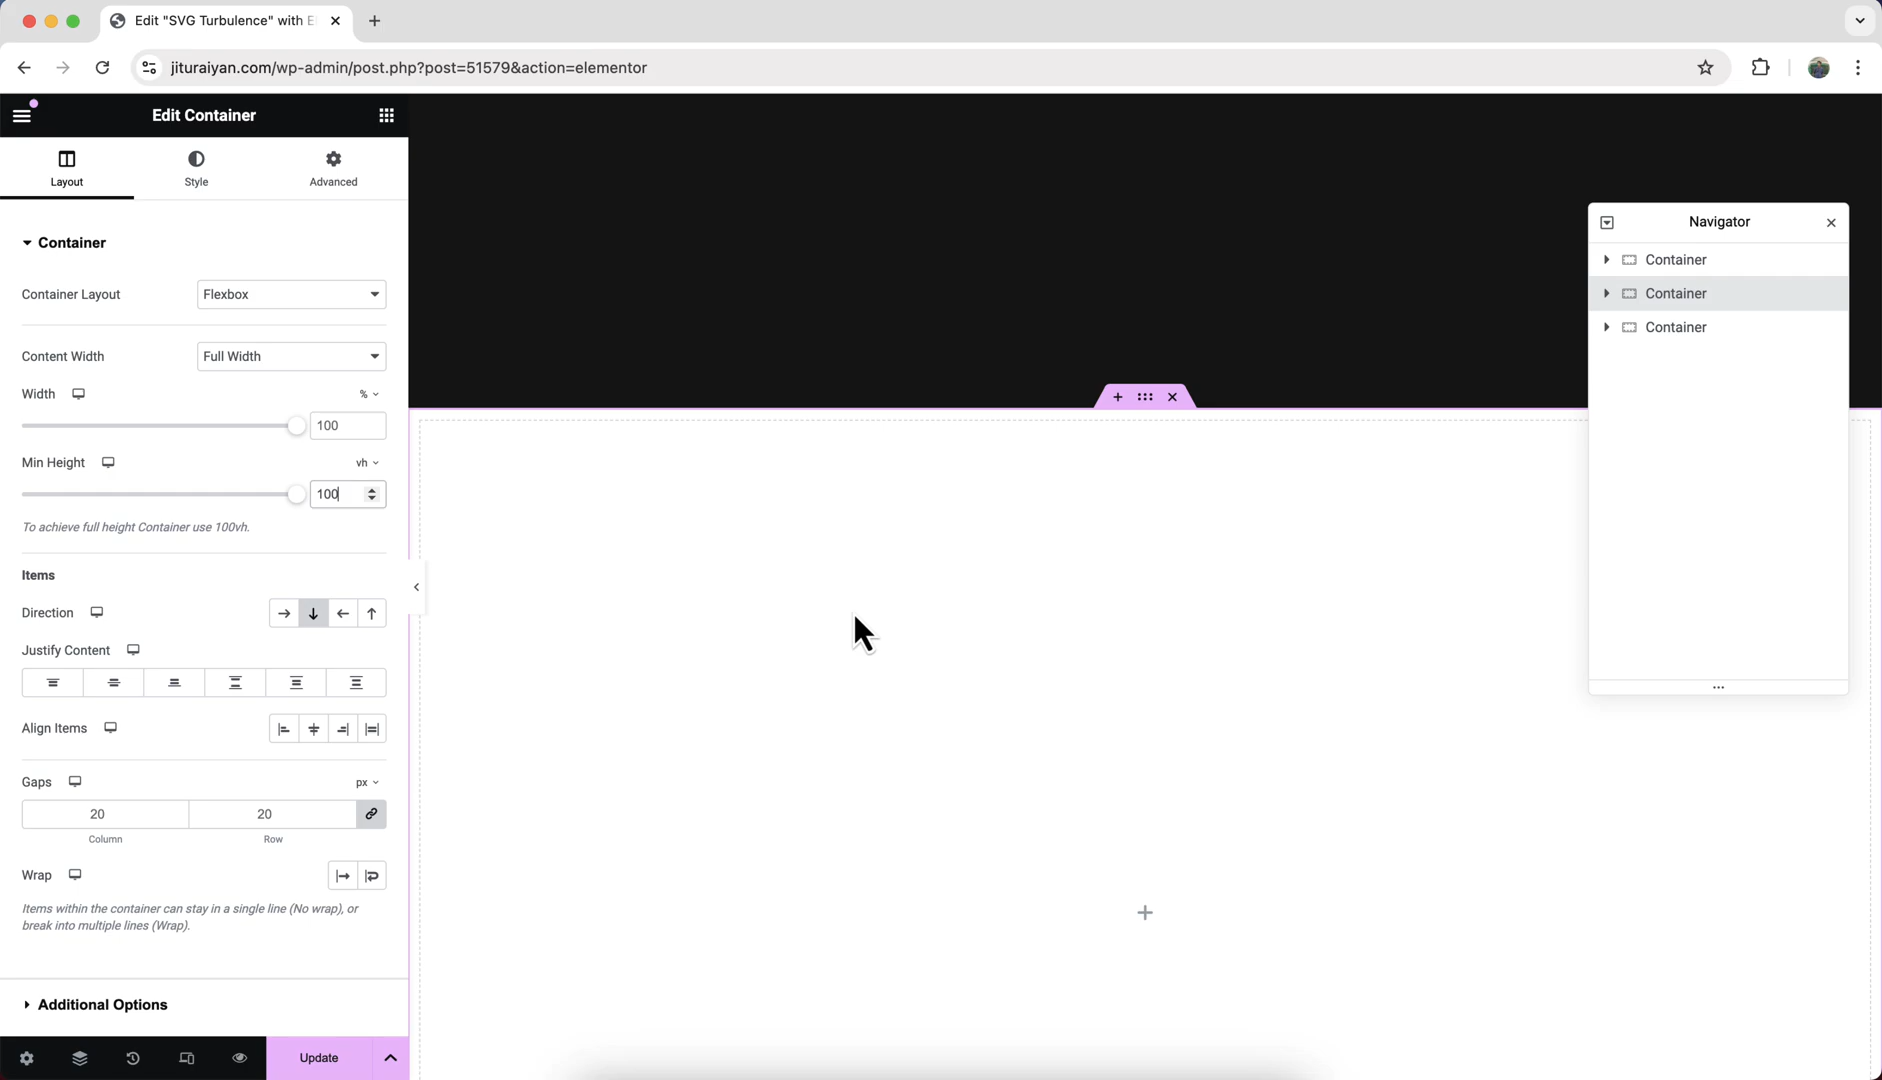 Edit "SVG Turbulence" with E
jituraiyan.com/wp-admin/post.php?post=51579&action=elementor
Edit Container
Layout
Style
Advanced
Container
Container Layout
Flexbox
Content Width
Full Width
Width
%
100
Min Height
vh
100
To achieve full height Container use 100vh.
Items
Direction
Justify Content
Align Items
Gaps
px
20
20
Column
Row
Wrap
Items within the container can stay in a single line (No wrap), or
break into multiple lines (Wrap).
Additional Options
Update
Navigator
Container
Container
Container